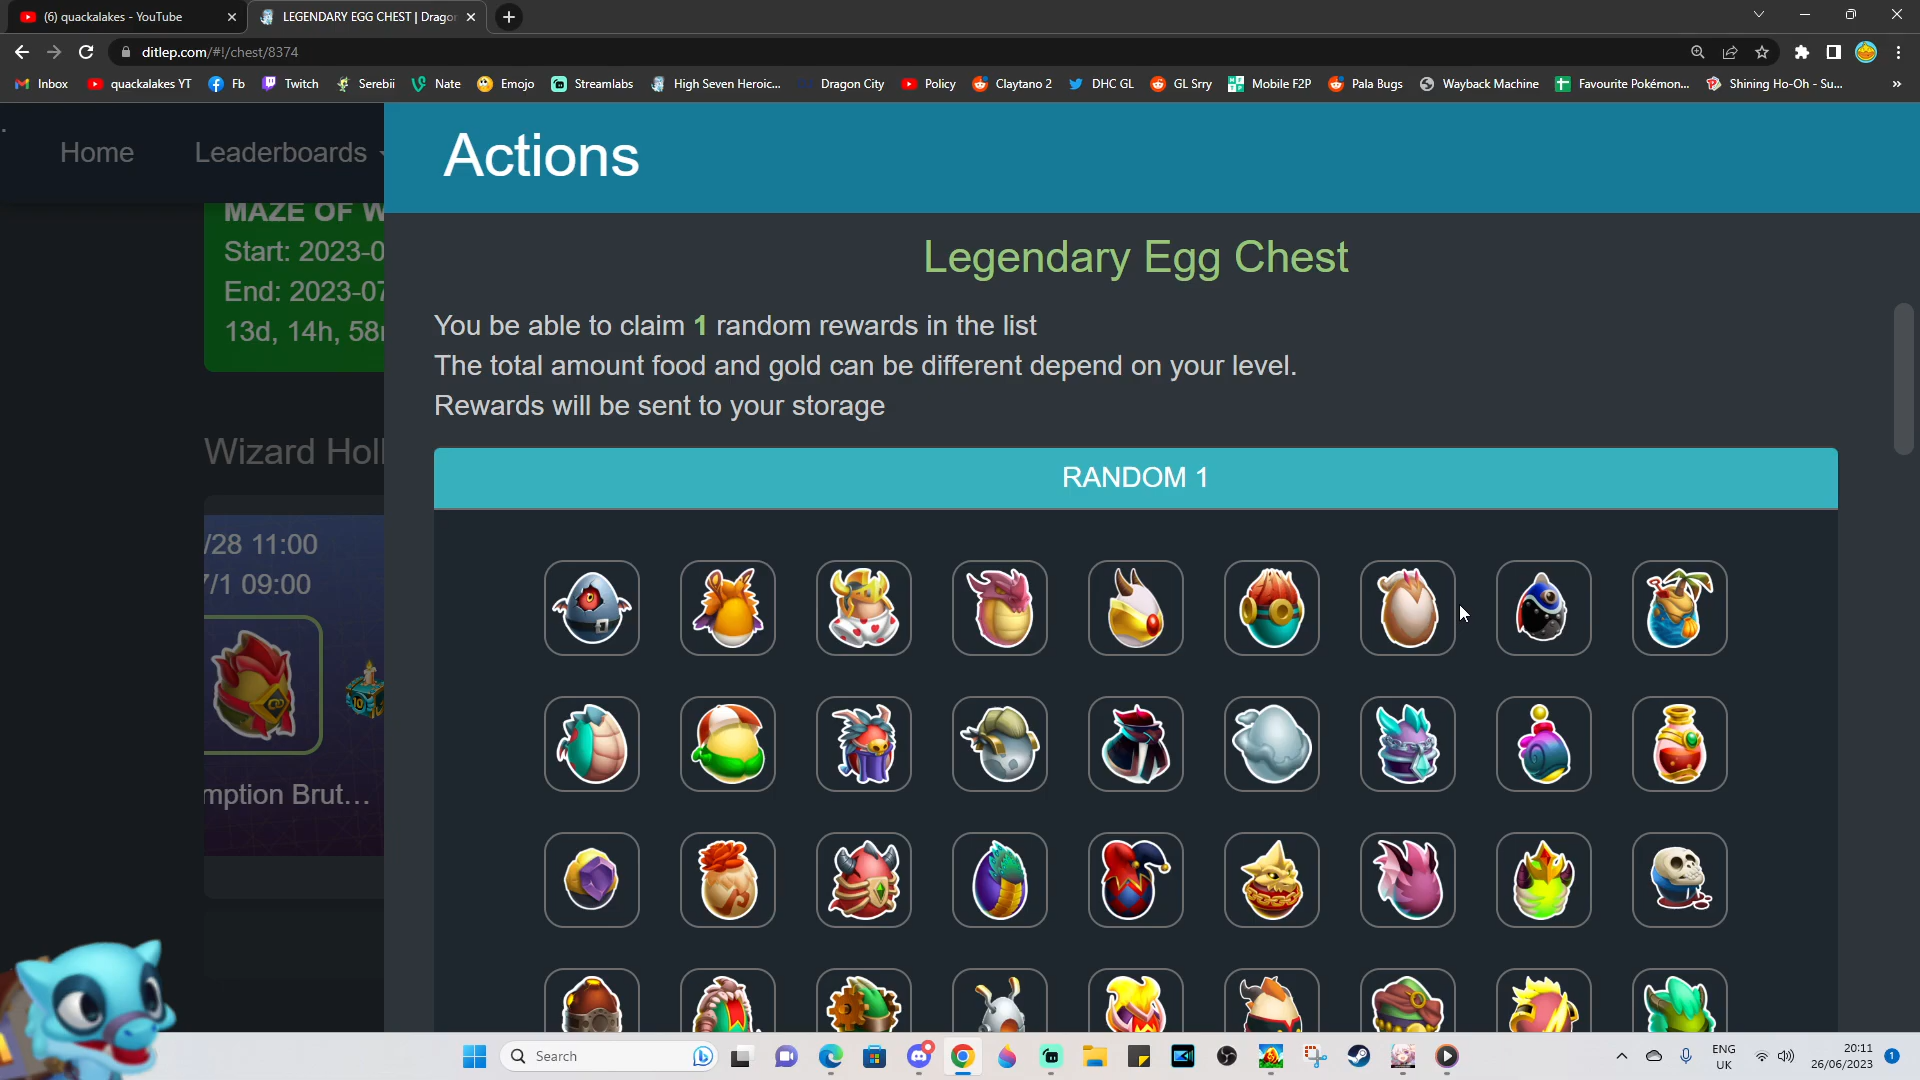 (6) quackalakes - YouTube
LEGENDARY EGG CHEST | Drago
ditlep.com/#!/chest/8374
Inbox
quackalakes YT
Fb
Twitch
Serebii
Nate
Emojo
Streamlabs
High Seven Heroic...
Dragon City
Policy
Claytano 2
DHC GL
GL Srry
Mobile F2P
Pala Bugs
Wayback Machine
Favourite Pokémon...
Shining Ho-Oh - Su...
»
Home
Leaderboards
Actions
MAZE OF W
Start: 2023-0
End: 2023-07
13d, 14h, 58
Wizard Holl
/28 11:00
7/1 09:00
10
mption Brut...
Legendary Egg Chest
You be able to claim 1 random rewards in the list
The total amount food and gold can be different depend on your level.
Rewards will be sent to your storage
RANDOM 1
Search
ENG
UK
20:11
26/06/2023
1